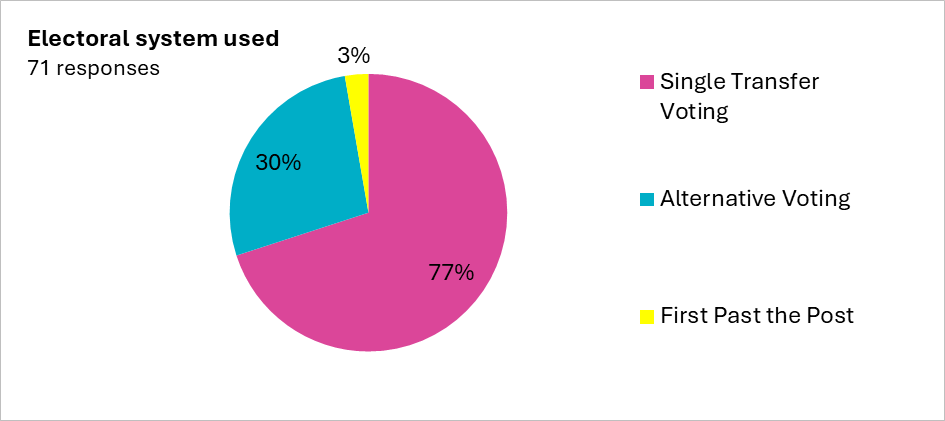 Electoral system used
71 responses
3%
30%
77%
Single Transfer
Voting
Alternative Voting
First Past the Post